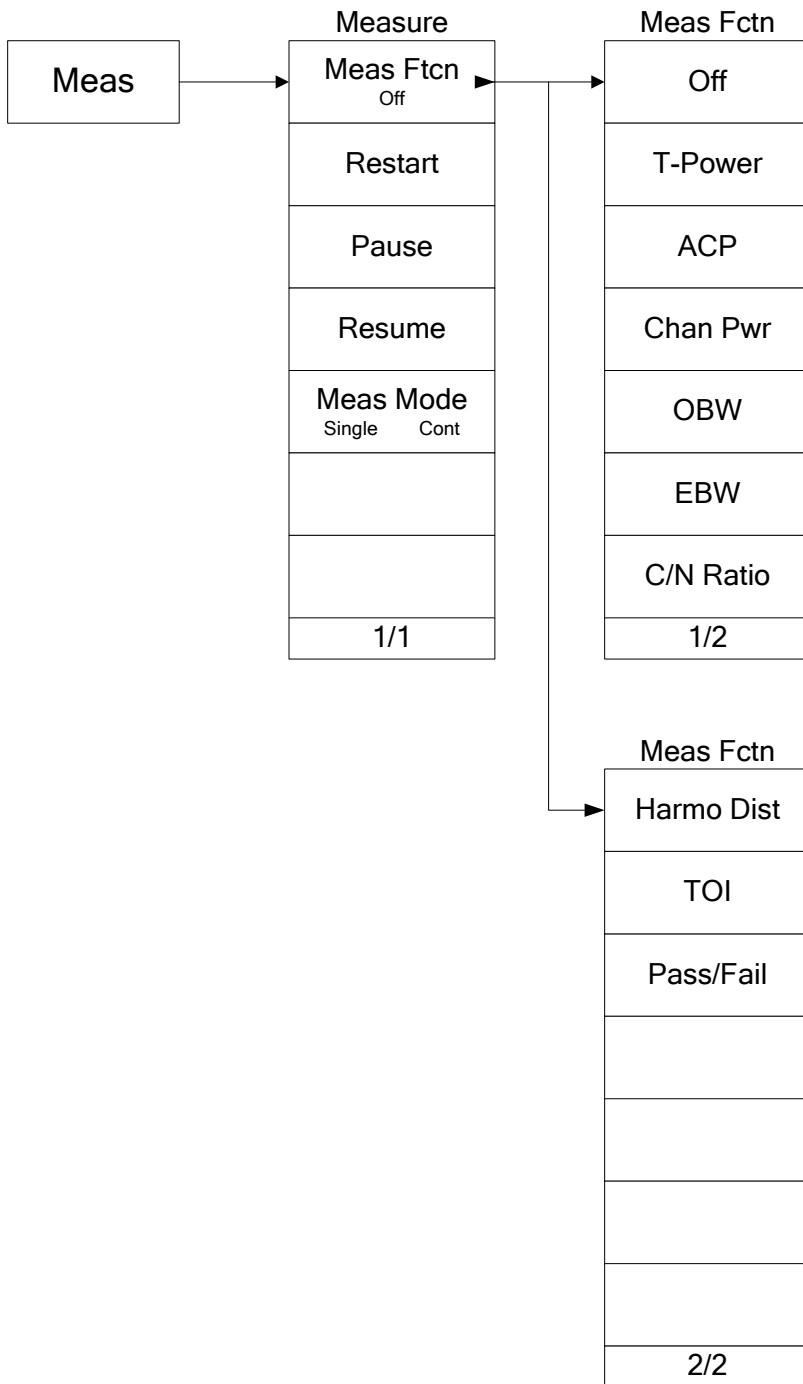 Meas
Measure
Meas Ftcn
Off
Restart
Pause
Resume
Meas Mode
Single Cont
1/1
Meas Fctn
Off
T-Power
ACP
Chan Pwr
OBW
EBW
C/N Ratio
1/2
Meas Fctn
Harmo Dist
TOI
Pass/Fail
2/2